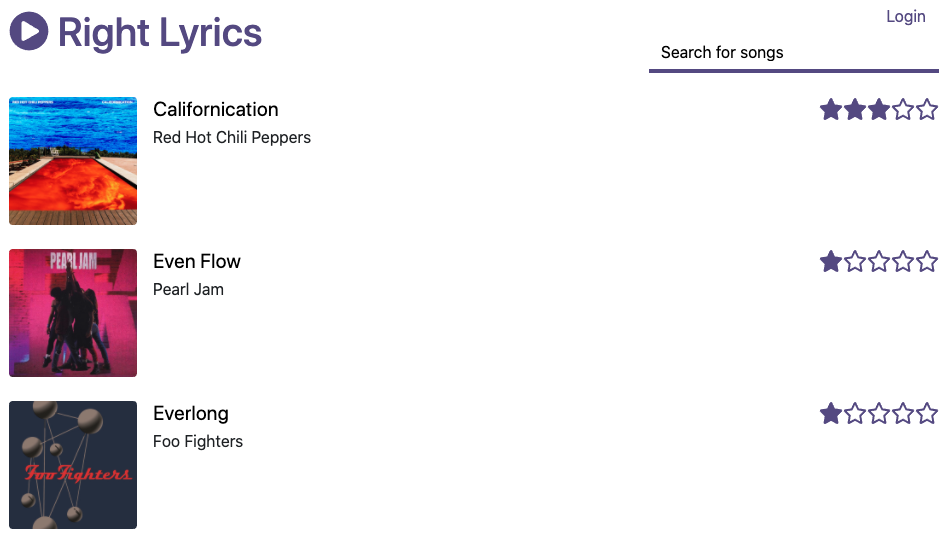 Right Lyrics
Login
Search for songs
RED HOT CHILI PEPPERS
CALIFORNICATION
Californication
Red Hot Chili Peppers
PEARL JAM
Even Flow
Pearl Jam
Foo Fighters
Everlong
Foo Fighters